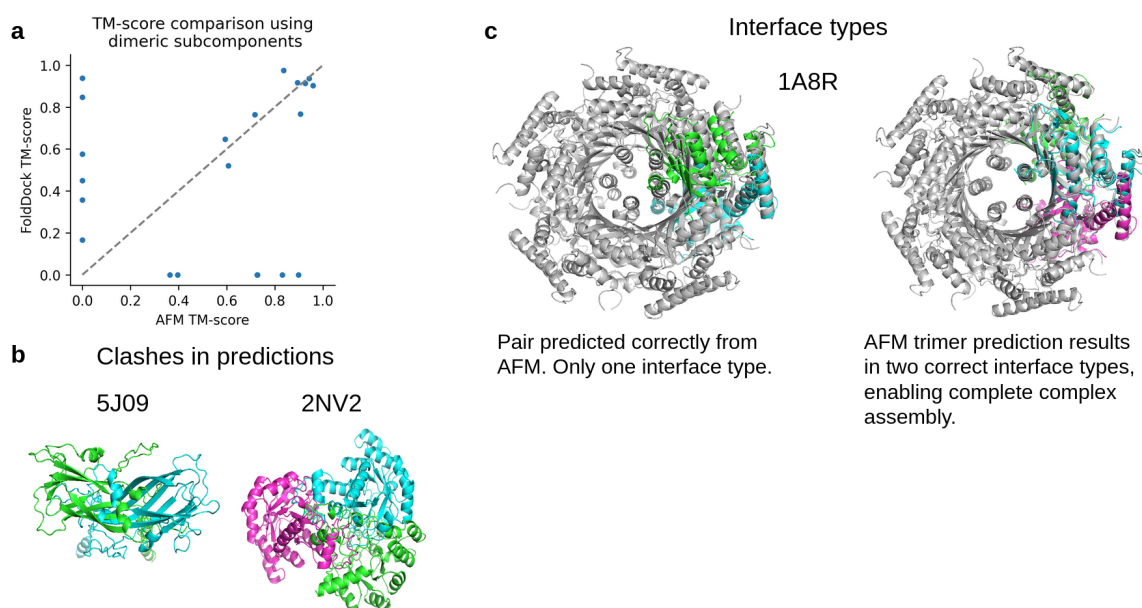 a
TM-score comparison using
dimeric subcomponents
1.0
0.8
0.6
0.4
0.2
0.0
FoldDock TM-score
0.0 0.2 0.4 0.6 0.8 1.0
AFM TM-score
b
Clashes in predictions
5J09 2NV2
c
Interface types
1A8R
Pair predicted correctly from
AFM. Only one interface type.
AFM trimer prediction results
in two correct interface types,
enabling complete complex
assembly.